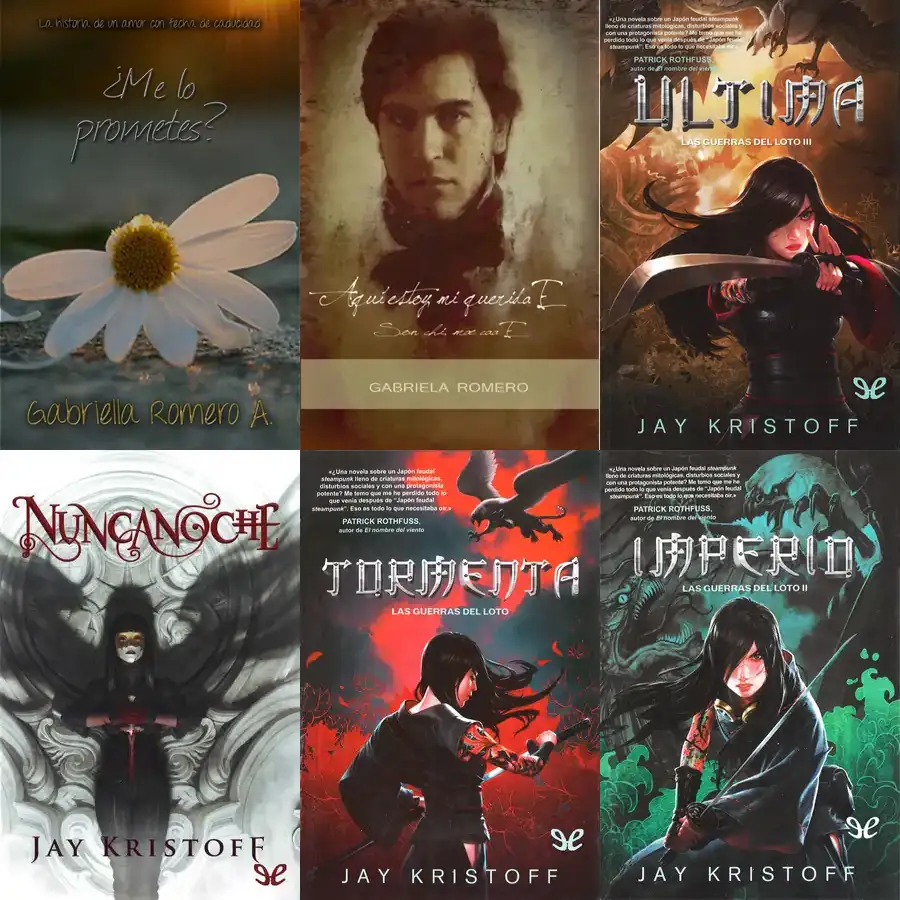 La historia de un amor con fecha de caducidad
¿Me lo
prometes?
Gabriella Romero A.
Aquí estoy mi querida E
GABRIELA ROMERO
«¿Una novela sobre un Japón feudal steampunk
lleno de criaturas mitológicas, disturbios sociales y
con una protagonista potente? Me temo que me he
perdido todo lo que venía después de "Japón feudal
steampunk". Eso es todo lo que necesitaba oír.»
PATRICK ROTHFUSS,
autor de El nombre del viento
ÚLTIMA
LAS GUERRAS DEL LOTO III
JAY KRISTOFF
NUNCANOCHE
JAY KRISTOFF
«¿Una novela sobre un Japón feudal steampunk
lleno de criaturas mitológicas,
disturbios sociales y con una protagonista
potente? Me temo que me he perdido todo lo
que venía después de "Japón feudal
steampunk". Eso es todo lo que necesitaba oír.»
PATRICK ROTHFUSS,
autor de El nombre del viento
TORMENTA
LAS GUERRAS DEL LOTO
JAY KRISTOFF
«¿Una novela sobre un Japón feudal steampunk
lleno de criaturas mitológicas, disturbios sociales y
con una protagonista potente? Me temo que me he
perdido todo lo que venía después de "Japón feudal
steampunk". Eso es todo lo que necesitaba oír.»
PATRICK ROTHFUSS,
autor de El nombre del viento
IMPERIO
LAS GUERRAS DEL LOTO II
JAY KRISTOFF